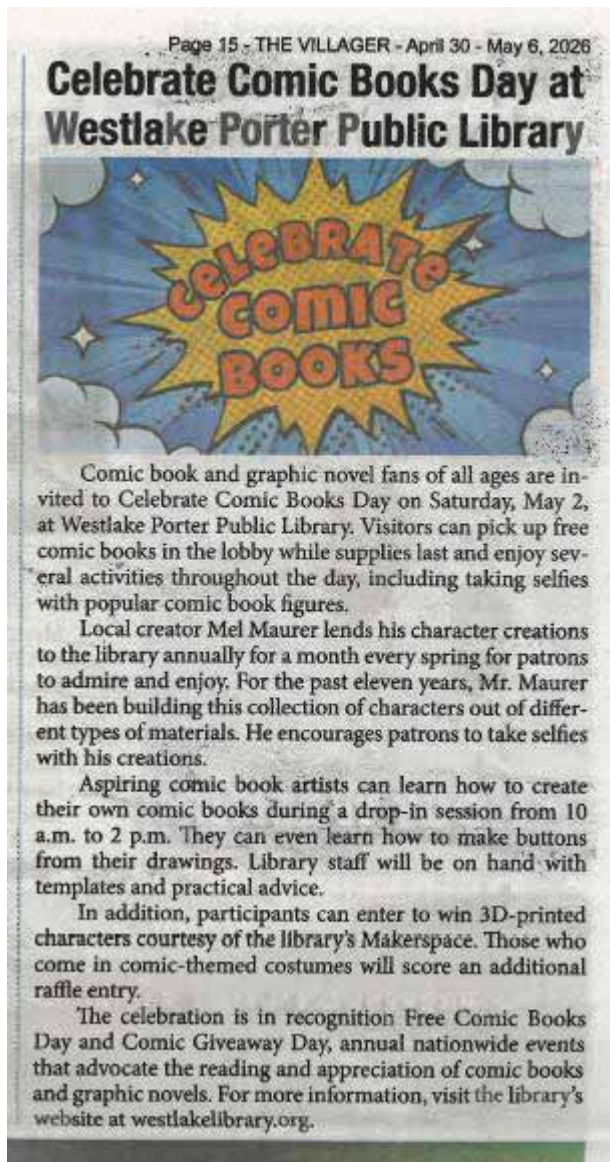 Page 15 - THE VILLAGER - April 30 - May 6, 2026
Celebrate Comic Books Day at
Westlake Porter Public Library
CELEBRATE
COMIC
BOOKS
Comic book and graphic novel fans of all ages are in-
vited to Celebrate Comic Books Day on Saturday, May 2,
at Westlake Porter Public Library. Visitors can pick up free
comic books in the lobby while supplies last and enjoy sev-
eral activities throughout the day, including taking selfies
with popular comic book figures.
Local creator Mel Maurer lends his character creations
to the library annually for a month every spring for patrons
to admire and enjoy. For the past eleven years, Mr. Maurer
has been building this collection of characters out of differ-
ent types of materials. He encourages patrons to take selfies
with his creations.
Aspiring comic book artists can learn how to create
their own comic books during a drop-in session from 10
a.m. to 2 p.m. They can even learn how to make buttons
from their drawings. Library staff will be on hand with
templates and practical advice.
In addition, participants can enter to win 3D-printed
characters courtesy of the library's Makerspace. Those who
come in comic-themed costumes will score an additional
raffle entry.
The celebration is in recognition Free Comic Books
Day and Comic Giveaway Day, annual nationwide events
that advocate the reading and appreciation of comic books
and graphic novels. For more information, visit the library's
website at westlakelibrary.org.